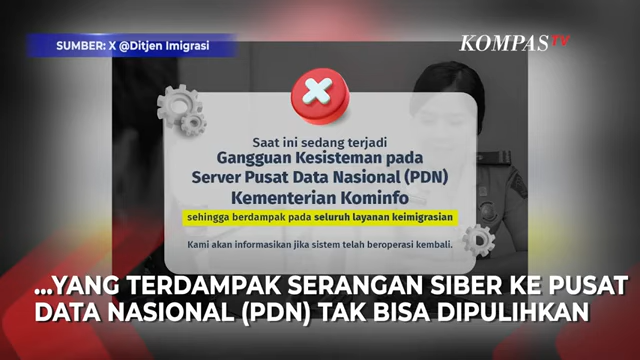 SUMBER: X @Ditjen Imigrasi
KOMPAS TV
Saat ini sedang terjadi
Gangguan Kesisteman pada
Server Pusat Data Nasional (PDN)
Kementerian Kominfo
sehingga berdampak pada seluruh layanan keimigrasian
Kami akan informasikan jika sistem telah beroperasi kembali.
...YANG TERDAMPAK SERANGAN SIBER KE PUSAT
DATA NASIONAL (PDN) TAK BISA DIPULIHKAN